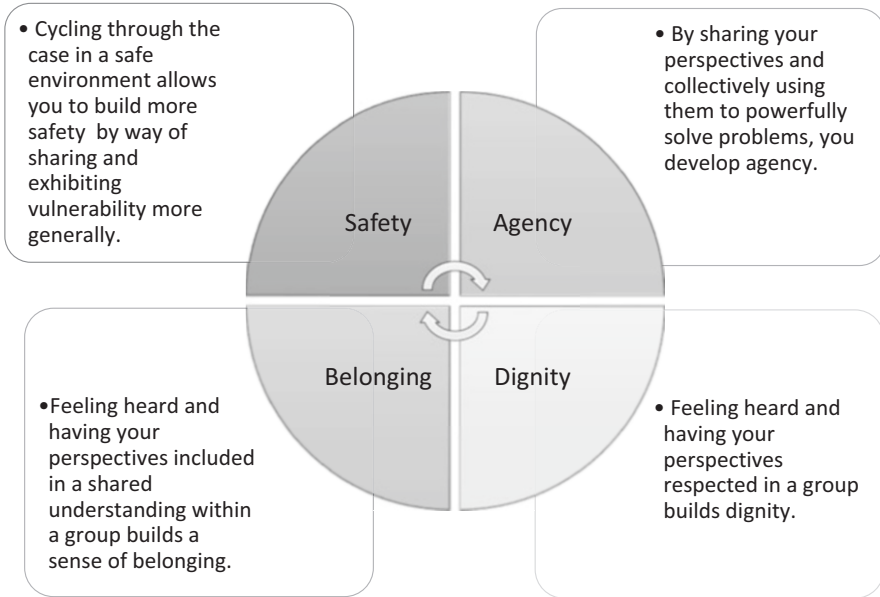 • Cycling through the
case in a safe
environment allows
you to build more
safety by way of
sharing and
exhibiting
vulnerability more
generally.
• By sharing your
perspectives and
collectively using
them to powerfully
solve problems, you
develop agency.
Safety
Agency
Belonging
Dignity
•Feeling heard and
having your
perspectives included
in a shared
understanding within
a group builds a
sense of belonging.
• Feeling heard and
having your
perspectives
respected in a group
builds dignity.